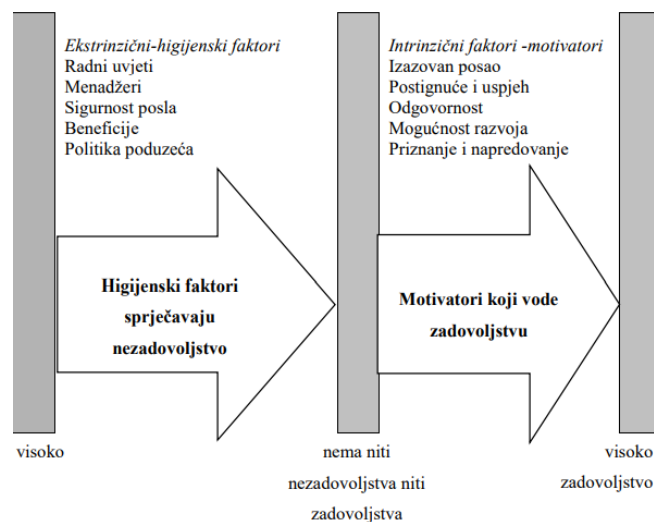 Ekstrinzični-higijenski faktori
Radni uvjeti
Menadžeri
Sigurnost posla
Beneficije
Politika poduzeća
Intrinzični faktori -motivatori
Izazovan posao
Postignuće i uspjeh
Odgovornost
Mogućnost razvoja
Priznanje i napredovanje
Higijenski faktori
sprječavaju
nezadovoljstvo
Motivatori koji vode
zadovoljstvu
visoko
nema niti
nezadovoljstva niti
zadovoljstva
visoko
zadovoljstvo